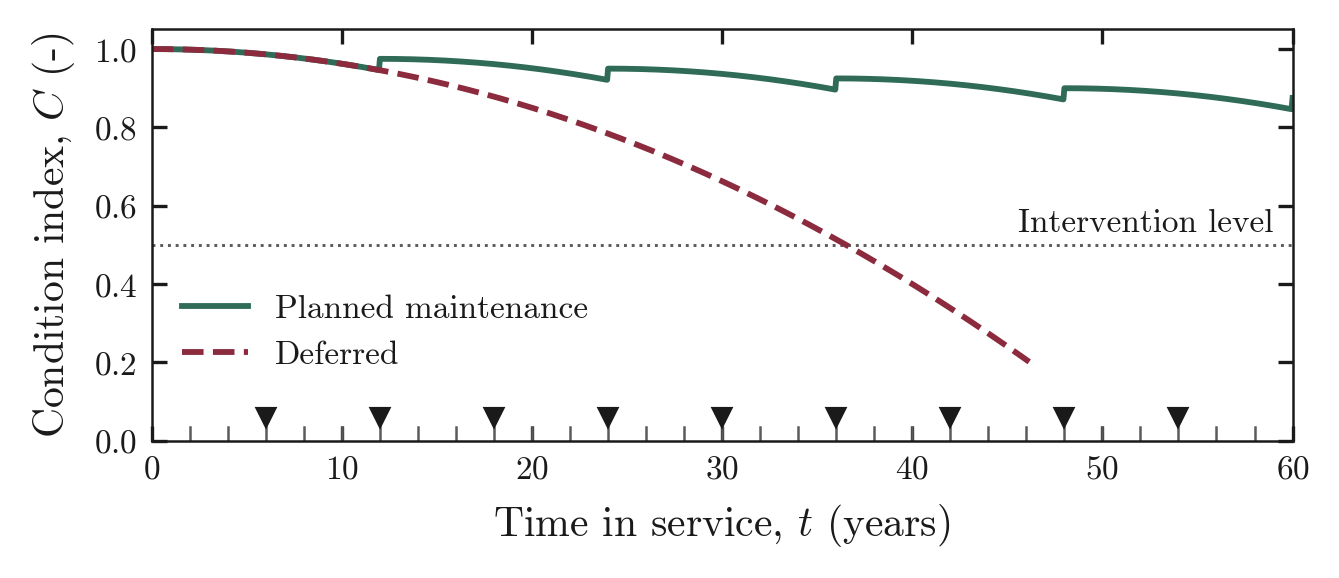 Condition index, C (-)
1.0
0.8
0.6
0.4
0.2
0.0
Intervention level
Planned maintenance
Deferred
0 10 20 30 40 50 60
Time in service, t (years)